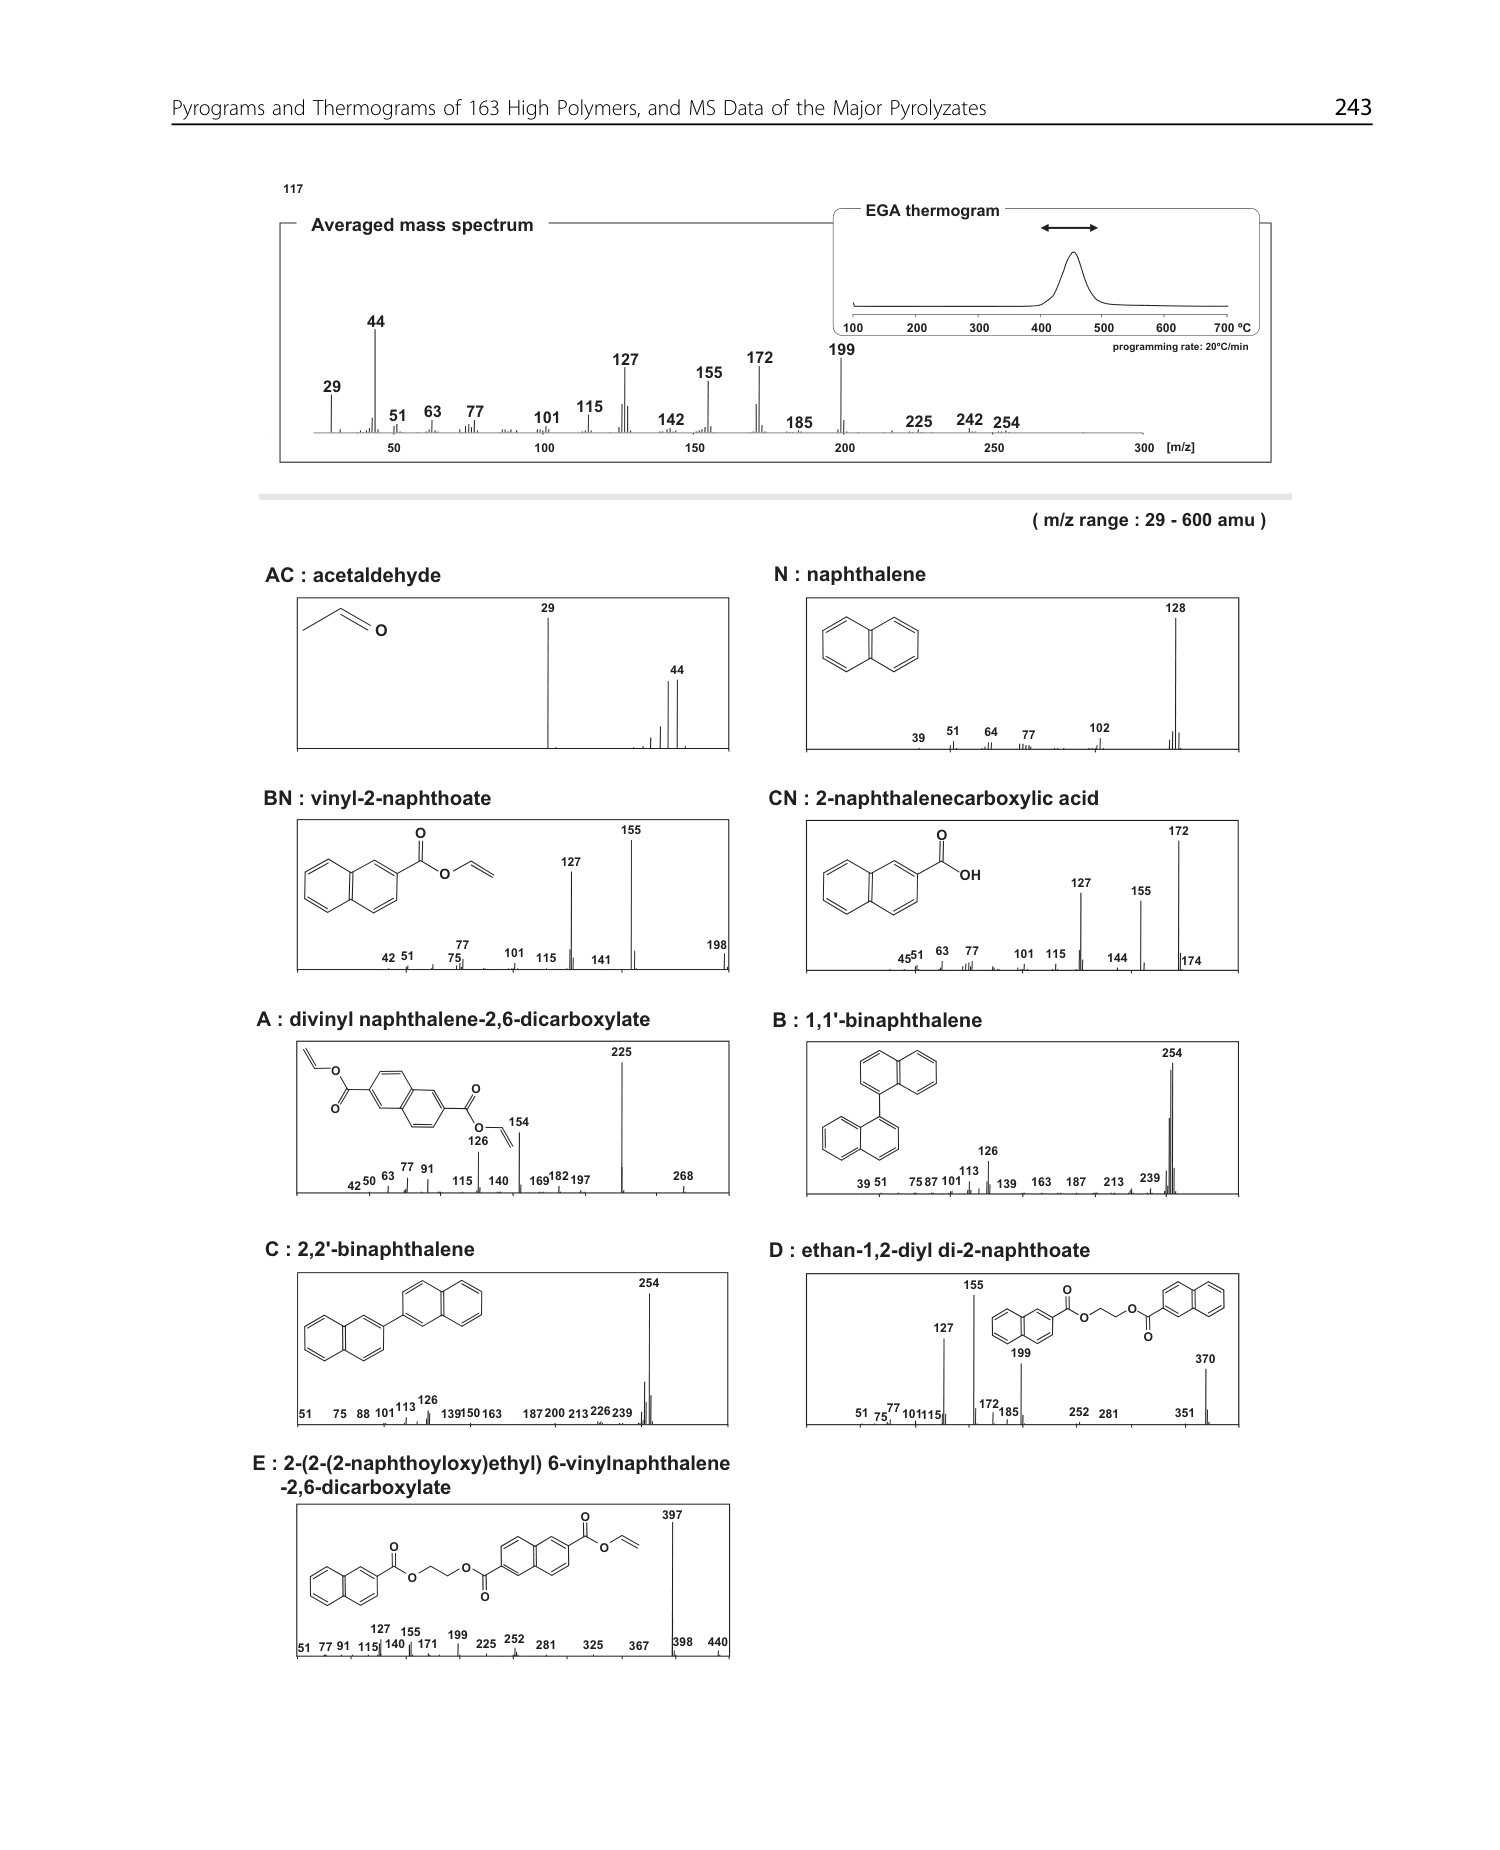 Pyrograms and Thermograms of 163 High Polymers, and MS Data of the Major Pyrolyzates 243
117
Averaged mass spectrum
EGA thermogram
100 200 300 400 500 600 700 ºC
programming rate: 20ºC/min
29 44 51 63 77 101 115 127 142 155 172 185 199 225 242 254
50 100 150 200 250 300 [m/z]
( m/z range : 29 - 600 amu )
AC : acetaldehyde
O
29 44
N : naphthalene
39 51 64 77 102 128
BN : vinyl-2-naphthoate
O
O
42 51 75 77 101 115 127 141 155 198
CN : 2-naphthalenecarboxylic acid
O
OH
45 51 63 77 101 115 127 144 155 172 174
A : divinyl naphthalene-2,6-dicarboxylate
O
O
O
O
42 50 63 77 91 115 126 140 154 169 182 197 225 268
B : 1,1'-binaphthalene
39 51 75 87 101 113 126 139 163 187 213 239 254
C : 2,2'-binaphthalene
51 75 88 101 113 126 139 150 163 187 200 213 226 239 254
D : ethan-1,2-diyl di-2-naphthoate
O
O
O
O
51 75 77 101 115 127 155 172 185 199 252 281 351 370
E : 2-(2-(2-naphthoyloxy)ethyl) 6-vinylnaphthalene
-2,6-dicarboxylate
O
O
O
O
O
O
51 77 91 115 127 140 155 171 199 225 252 281 325 367 397 398 440